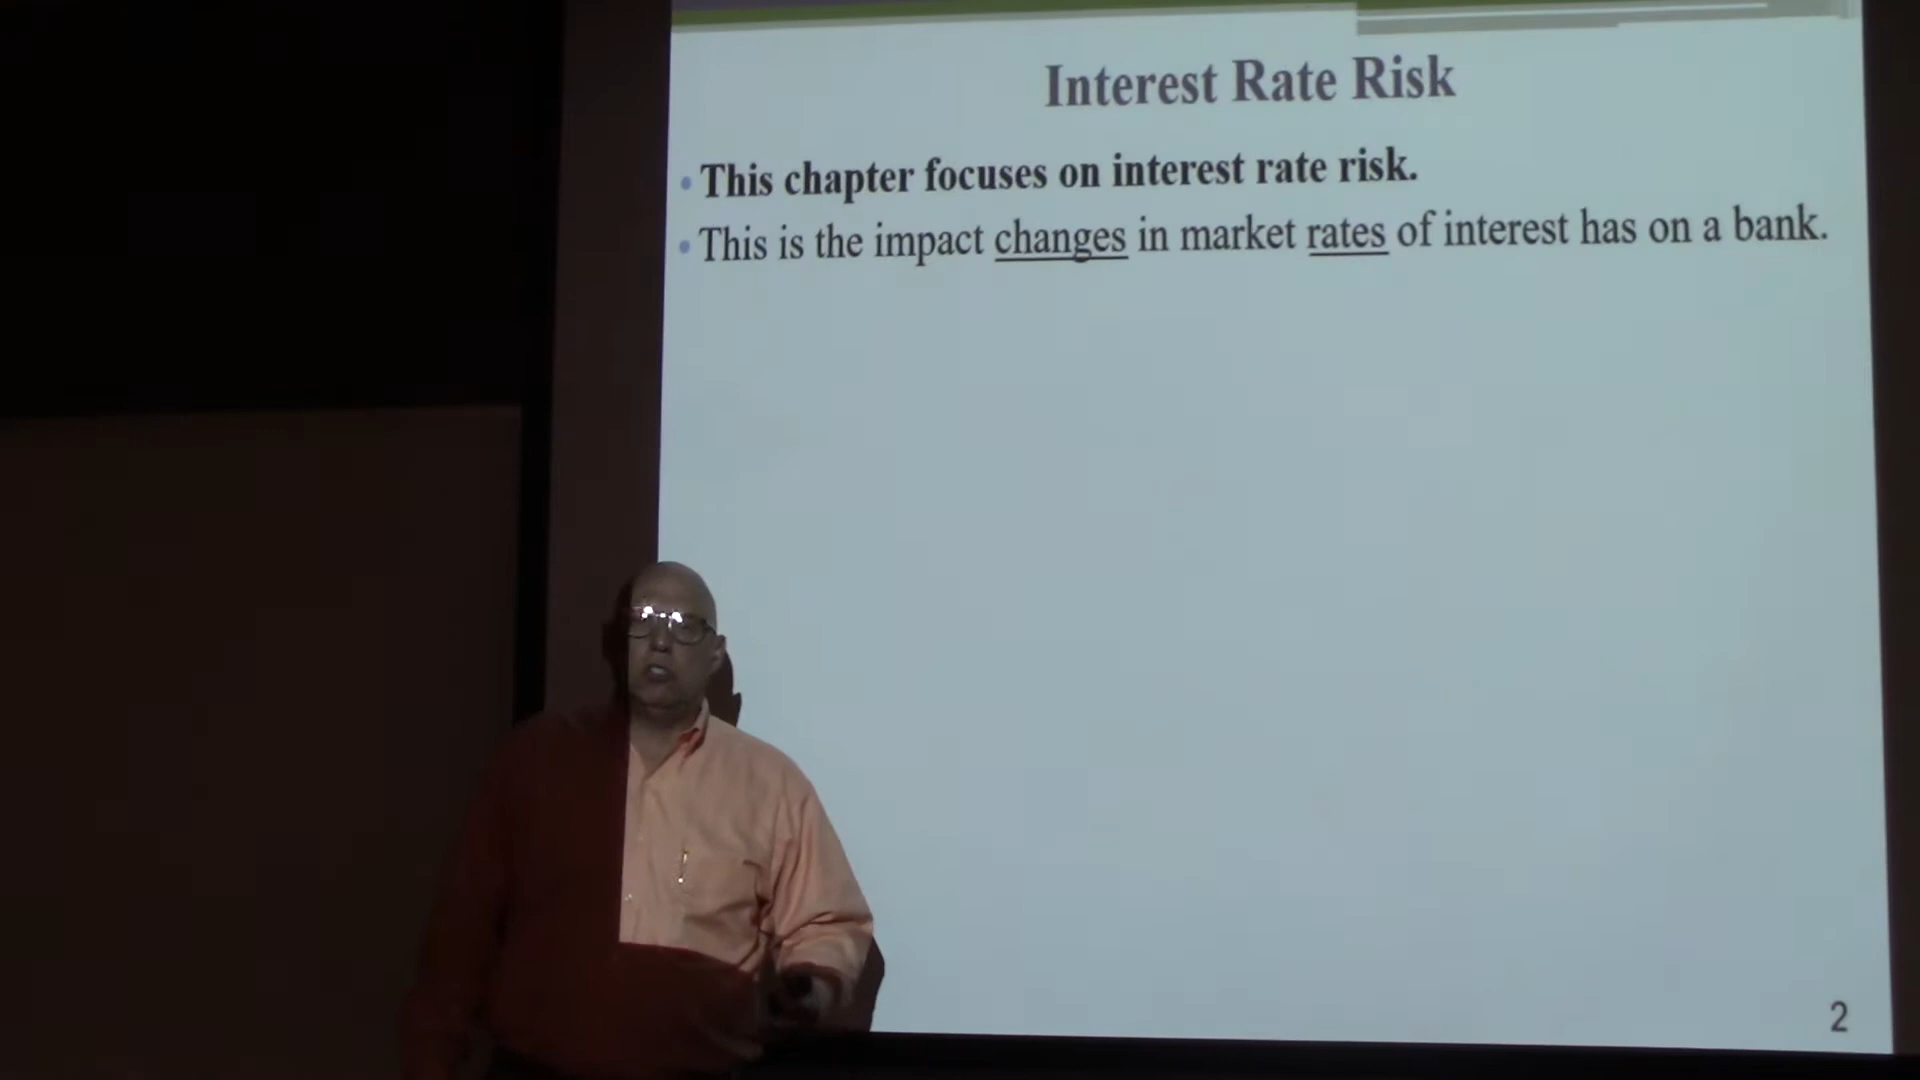 Interest Rate Risk
• This chapter focuses on interest rate risk.
• This is the impact changes in market rates of interest has on a bank.
2